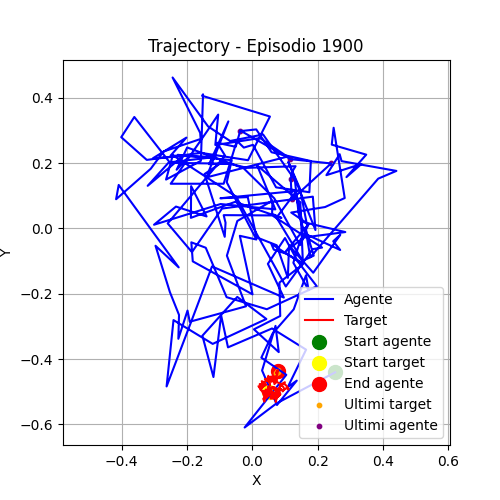 Trajectory - Episodio 1900
Y
0.4
0.2
0.0
−0.2
−0.4
−0.6
Agente
Target
Start agente
Start target
End agente
Ultimi target
Ultimi agente
−0.4 −0.2 0.0 0.2 0.4 0.6
X